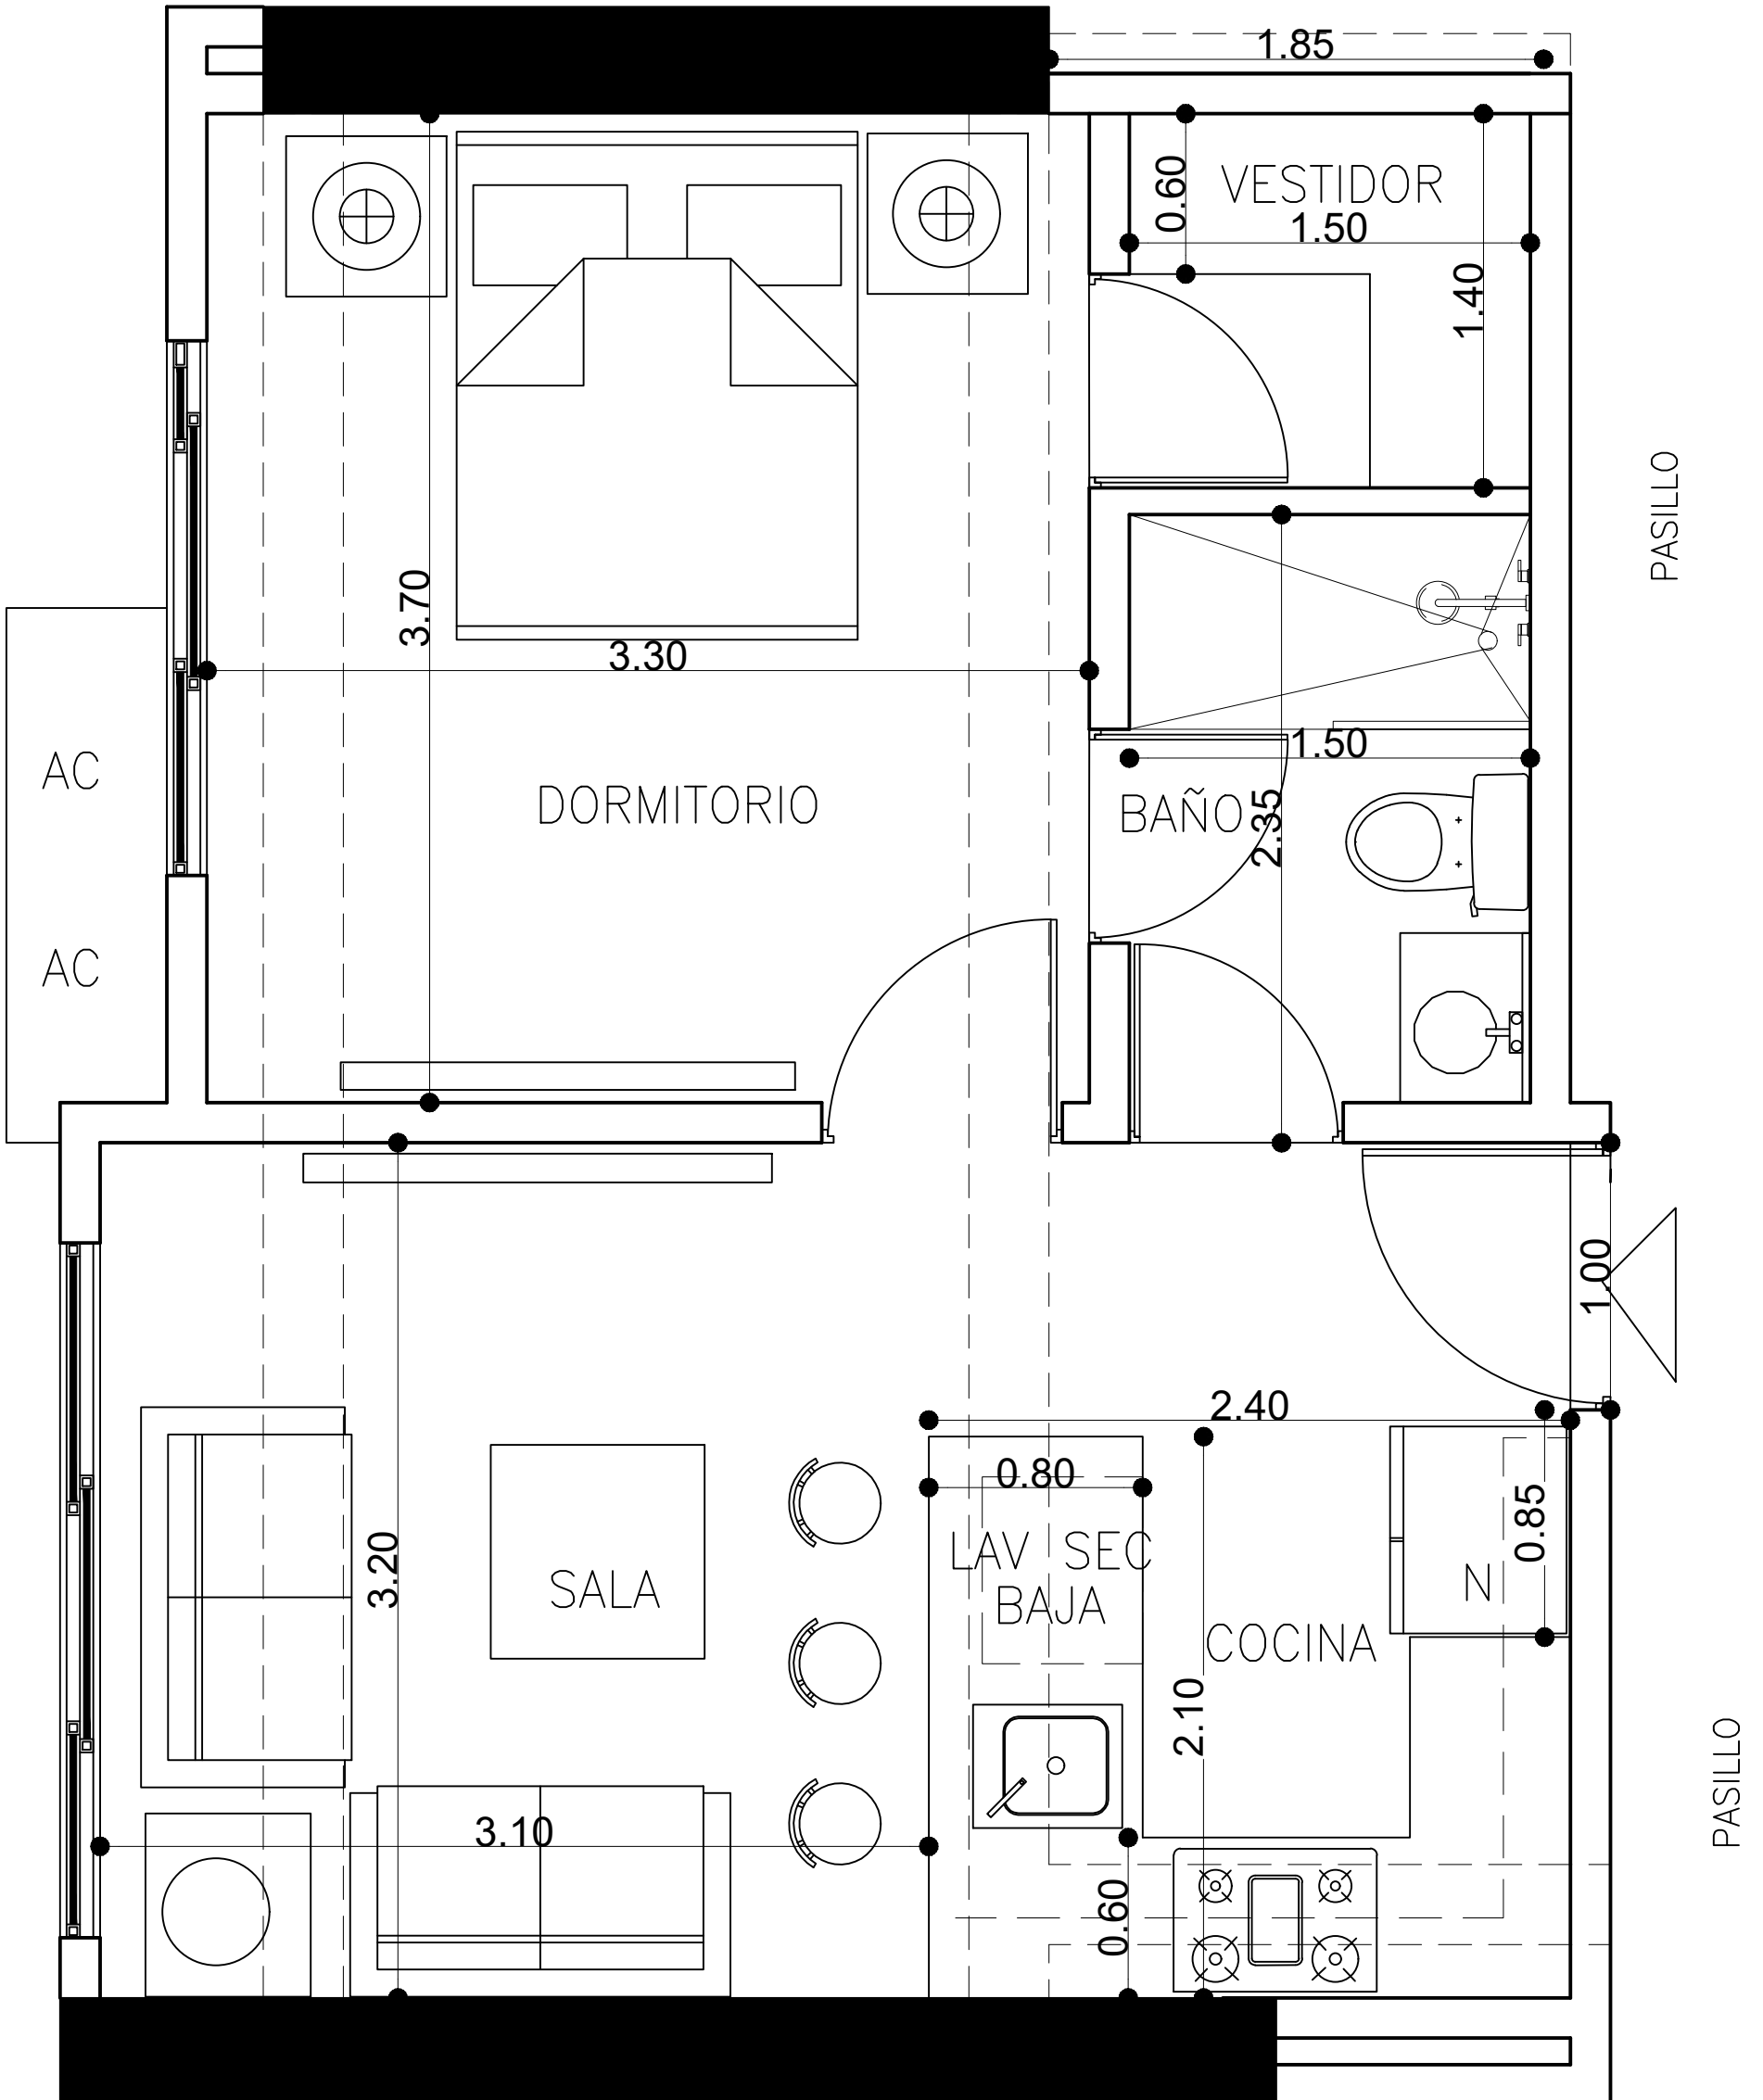 1.85
0.60
VESTIDOR
1.50
1.40
PASILLO
3.70
3.30
1.50
AC
DORMITORIO
BAÑO
2.35
AC
1.00
2.40
0.80
0.85
3.20
LAV SEC
BAJA
SALA
N
COCINA
2.10
PASILLO
3.10
0.60